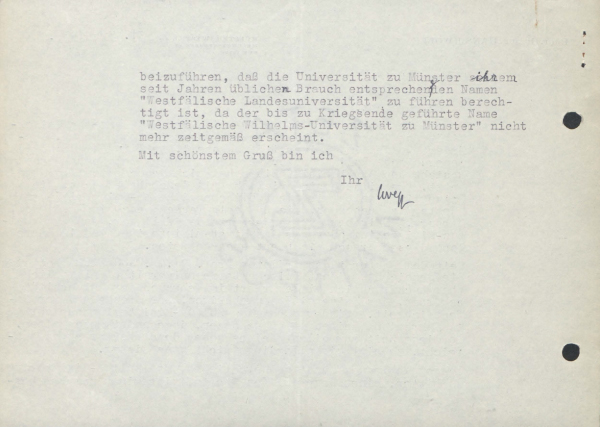 beizuführen, daß die Universität zu Münster ihrem
seit Jahren üblichen Brauch entsprechenden Namen
"Westfälische Landesuniversität" zu führen berech-
tigt ist, da der bis zu Kriegsende geführte Name
"Westfälische Wilhelms-Universität zu Münster" nicht
mehr zeitgemäß erscheint.
Mit schönstem Gruß bin ich
Ihr